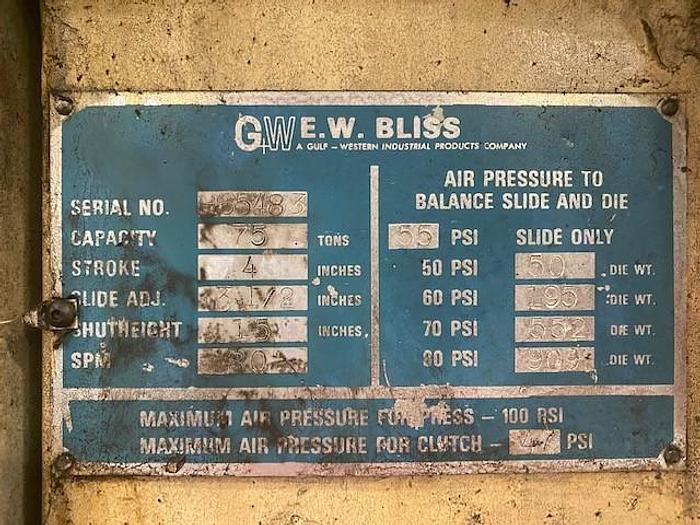 G+W E.W. BLISS
A GULF – WESTERN INDUSTRIAL PRODUCTS COMPANY
SERIAL NO.
CAPACITY 75 TONS
STROKE 4 INCHES
SLIDE ADJ. 3 1/2 INCHES
SHUTHEIGHT 15 INCHES.
SPM
AIR PRESSURE TO
BALANCE SLIDE AND DIE
55 PSI SLIDE ONLY
50 PSI 50 DIE WT.
60 PSI 195 DIE WT.
70 PSI 552 DIE WT.
80 PSI DIE WT.
MAXIMUM AIR PRESSURE FOR PRESS – 100 PSI
MAXIMUM AIR PRESSURE FOR CLUTCH – PSI